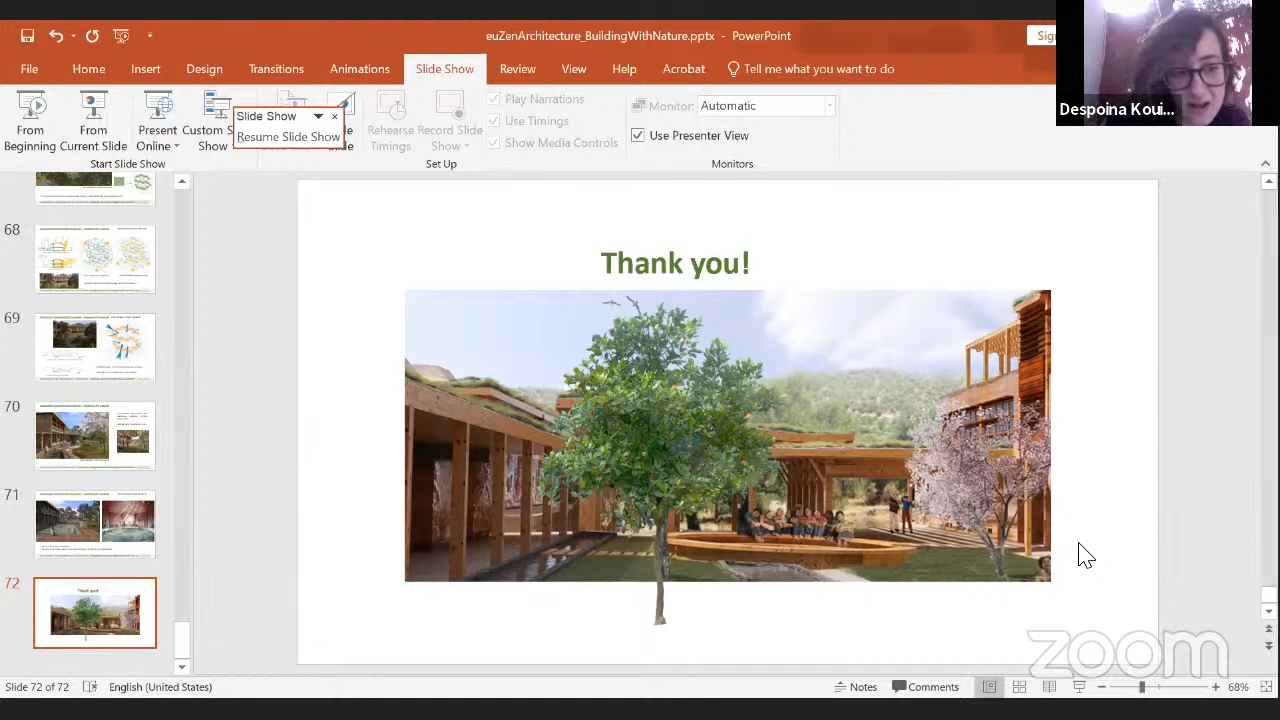 euZenArchitecture_BuildingWithNature.pptx - PowerPoint
Sig
File Home Insert Design Transitions Animations Slide Show Review View Help Acrobat Tell me what you want to do
From Beginning
From Current Slide
Present Online
Custom Slide Show
Start Slide Show
Slide Show
Resume Slide Show
Rehearse Timings
Record Slide Show
Set Up
Play Narrations
Use Timings
Show Media Controls
Monitor: Automatic
Use Presenter View
Monitors
Despoina Koui...
68
69
70
71
72
Thank you!
Thank you!
zoom
Slide 72 of 72 English (United States) Notes Comments 68%